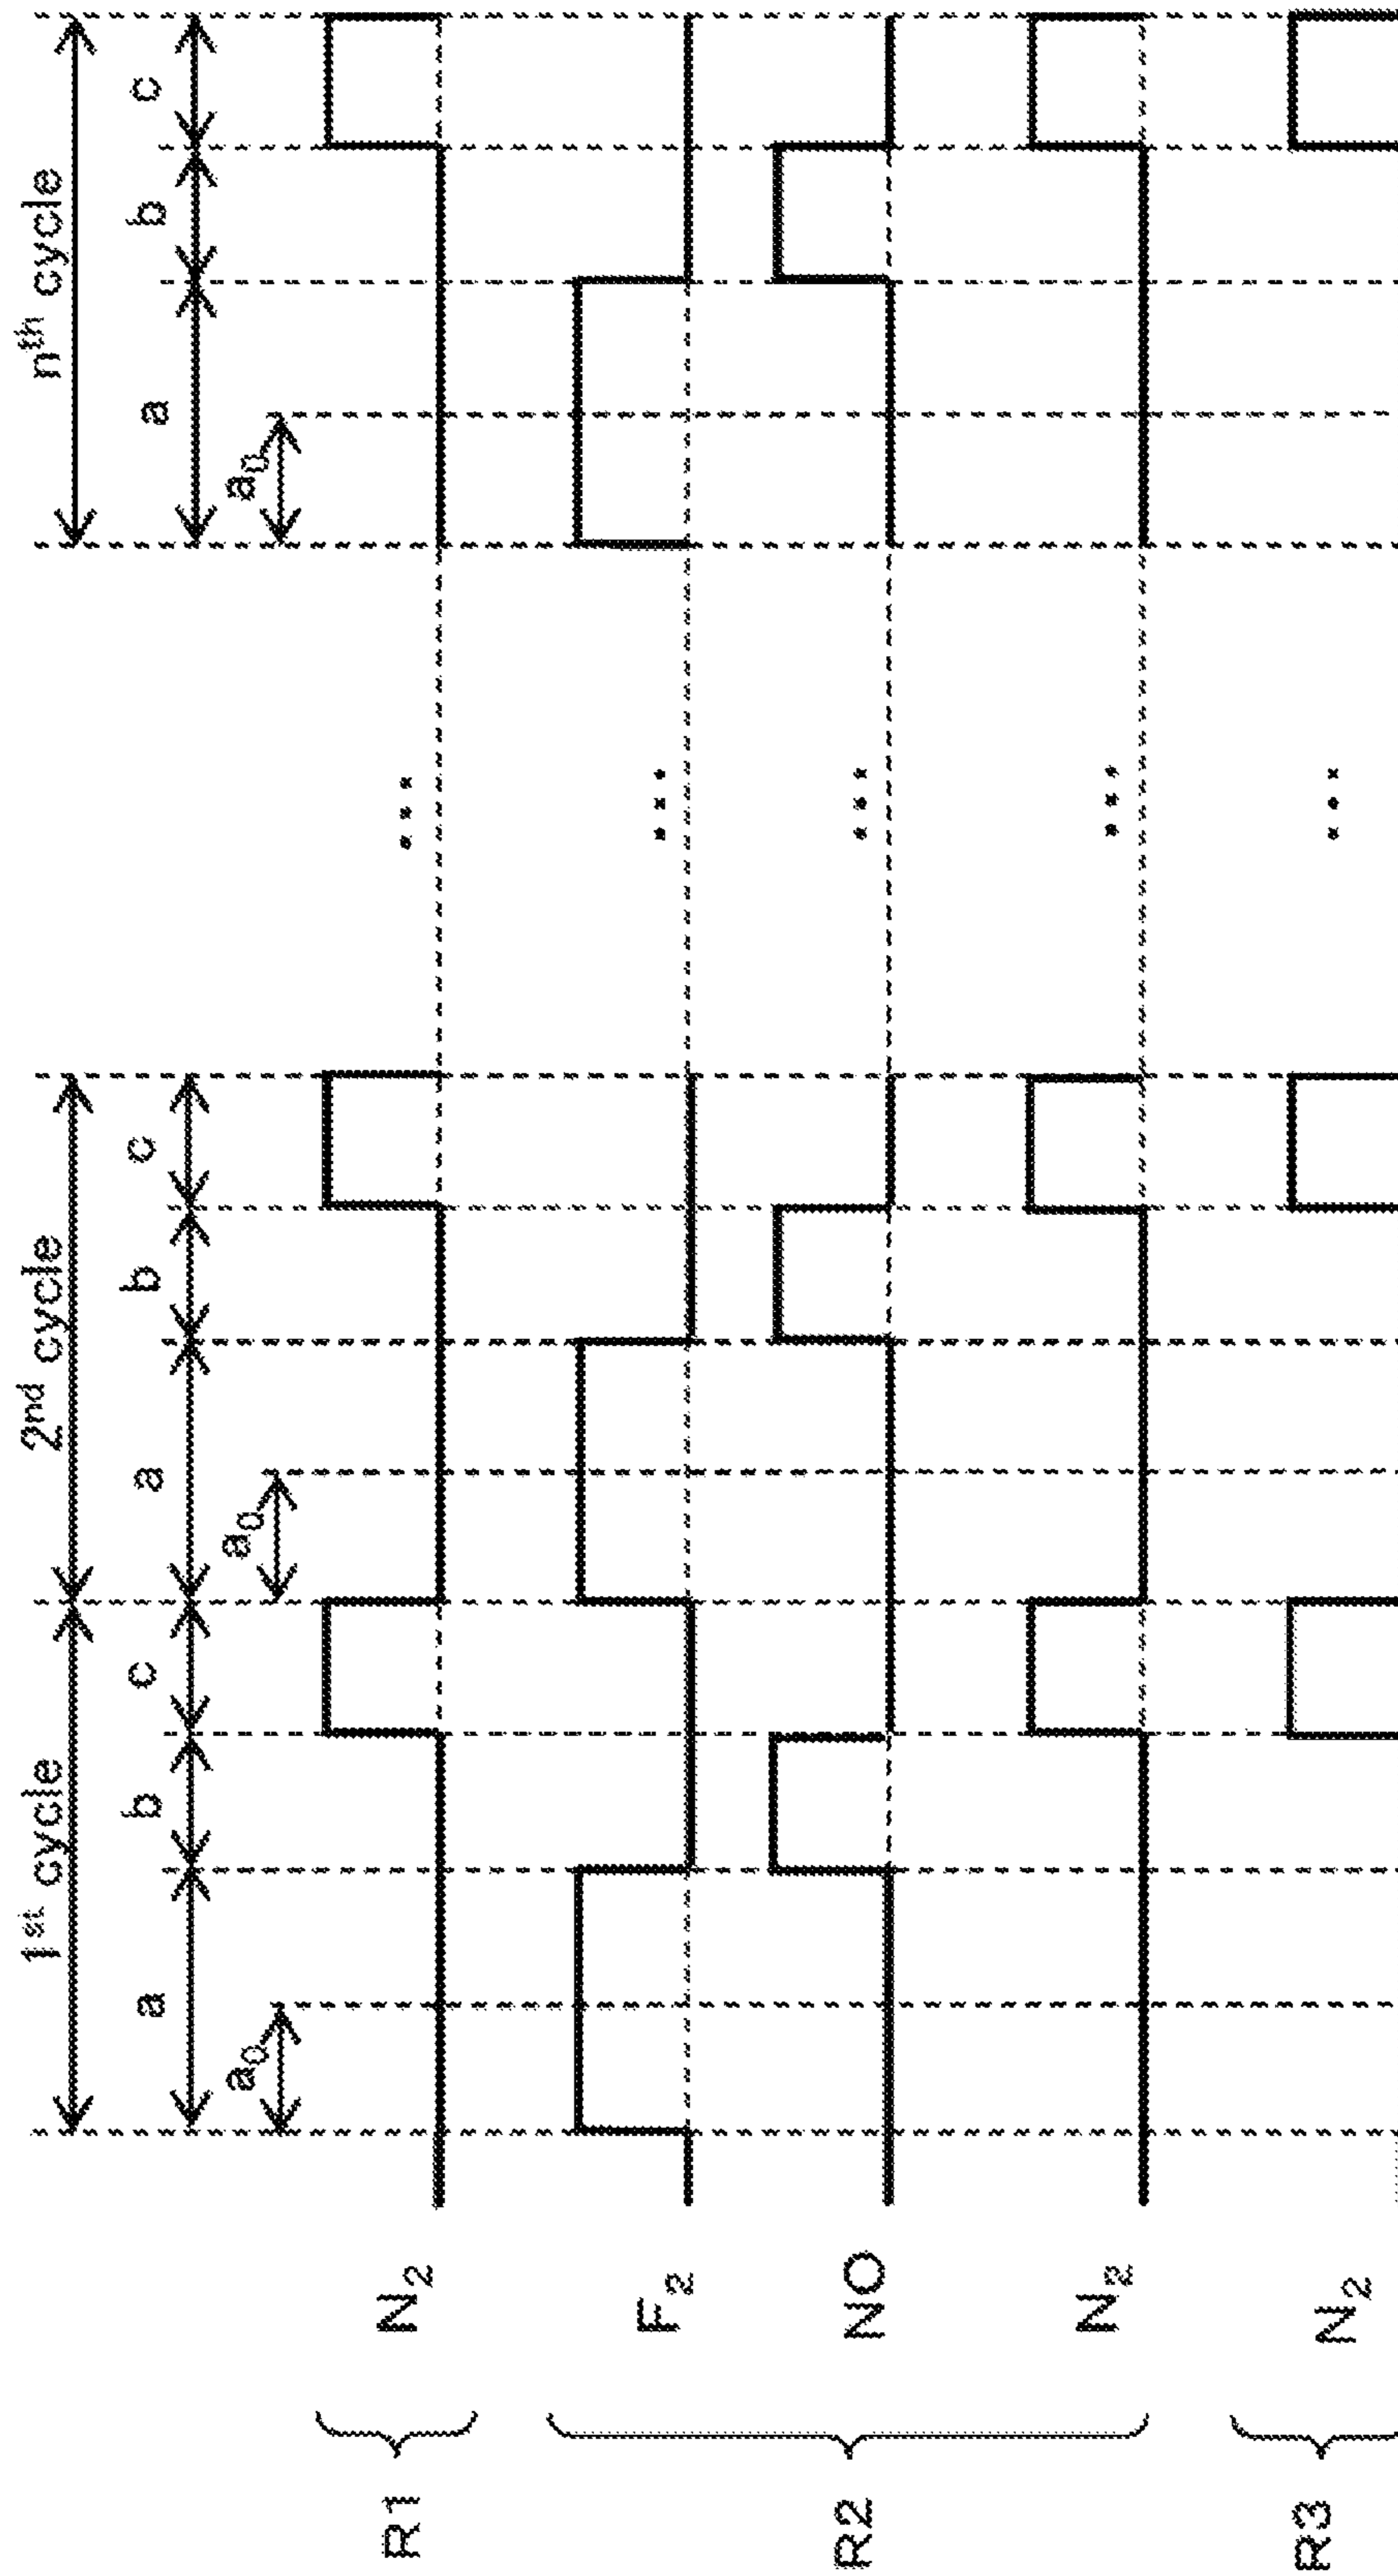 1st cycle 2nd cycle nth cycle
a b c a b c a b c
a0 a0 a0
R1 N2
...
R2 F2
...
NO
...
N2
...
R3 N2
...